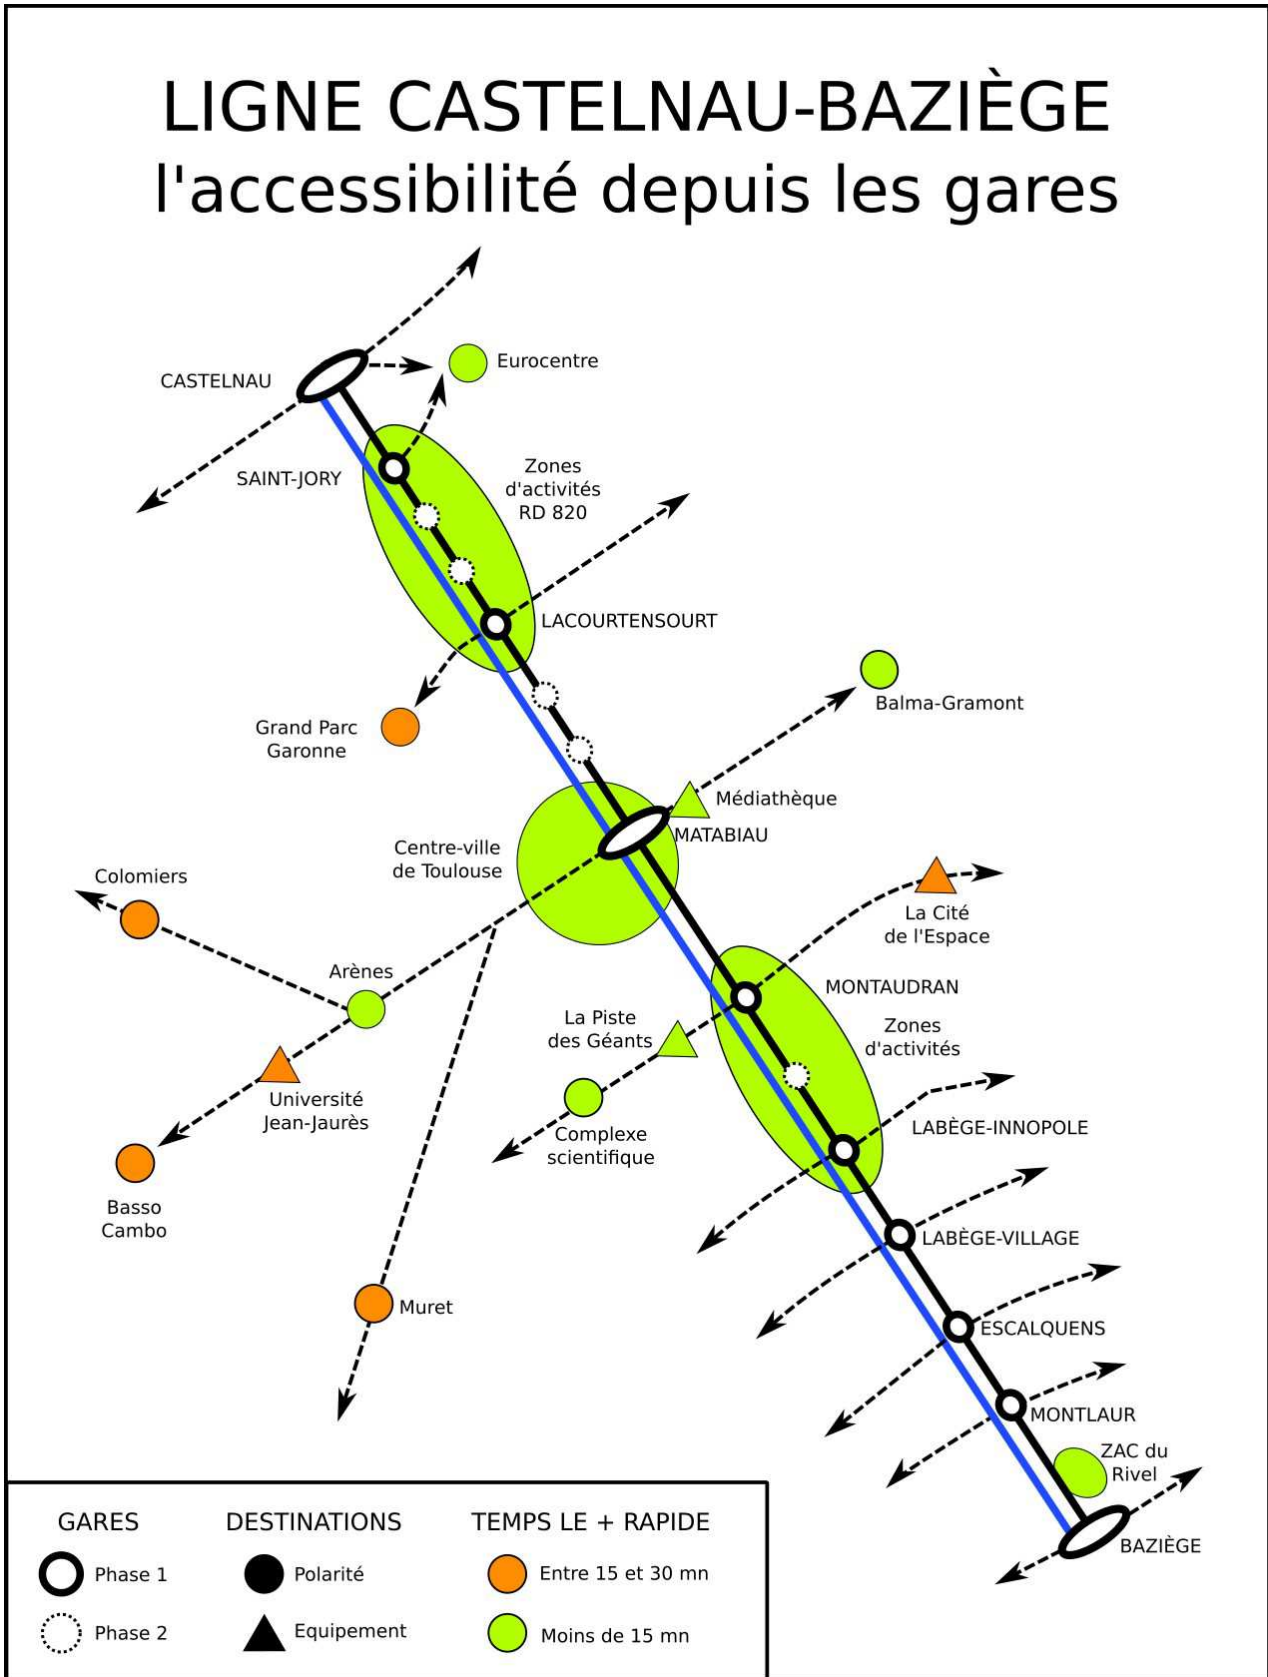 LIGNE CASTELNAU-BAZIÈGE
l'accessibilité depuis les gares
CASTELNAU
Eurocentre
SAINT-JORY
Zones
d'activités
RD 820
LACOURTENSOURT
Grand Parc
Garonne
Balma-Gramont
Médiathèque
MATABIAU
Centre-ville
de Toulouse
Colomiers
La Cité
de l'Espace
Arènes
MONTAUDRAN
La Piste
des Géants
Zones
d'activités
Université
Jean-Jaurès
Complexe
scientifique
LABÈGE-INNOPOLE
Basso
Cambo
LABÈGE-VILLAGE
Muret
ESCALQUENS
MONTLAUR
ZAC du
Rivel
BAZIÈGE
GARES
Phase 1
Phase 2
DESTINATIONS
Polarité
Equipement
TEMPS LE + RAPIDE
Entre 15 et 30 mn
Moins de 15 mn